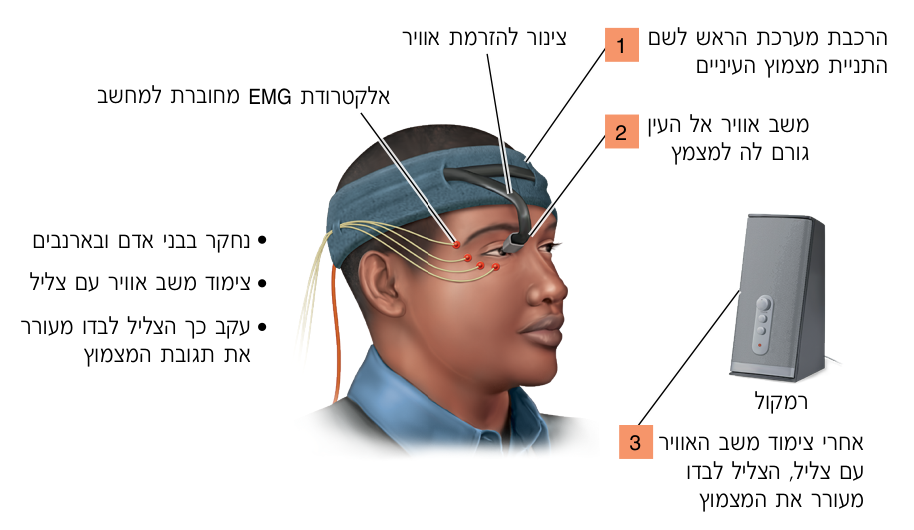 צינור להזרמת אוויר
1 הרכבת מערכת הראש לשם
התניית מצמוץ העיניים
אלקטרודת EMG מחוברת למחשב
2 משב אוויר אל העין
גורם לה למצמץ
• נחקר בבני אדם ובארנבים
• צימוד משב אוויר עם צליל
• עקב כך הצליל לבדו מעורר
את תגובת המצמוץ
רמקול
3 אחרי צימוד משב האוויר
עם צליל, הצליל לבדו
מעורר את המצמוץ